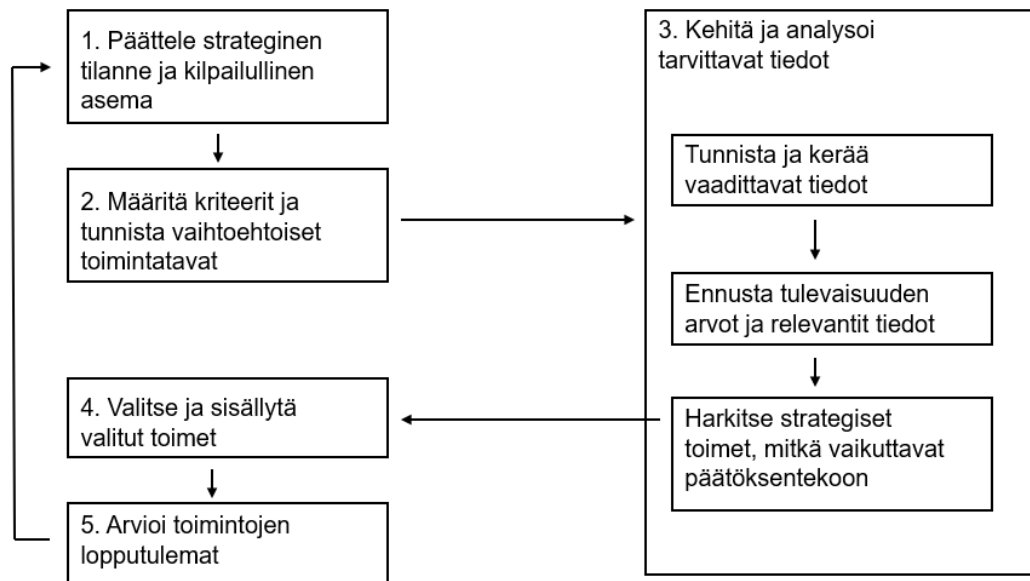 1. Päättele strateginen
tilanne ja kilpailullinen
asema
2. Määritä kriteerit ja
tunnista vaihtoehtoiset
toimintatavat
3. Kehitä ja analysoi
tarvittavat tiedot
Tunnista ja kerää
vaadittavat tiedot
Ennusta tulevaisuuden
arvot ja relevantit tiedot
Harkitse strategiset
toimet, mitkä vaikuttavat
päätöksentekoon
4. Valitse ja sisällytä
valitut toimet
5. Arvioi toimintojen
lopputulemat